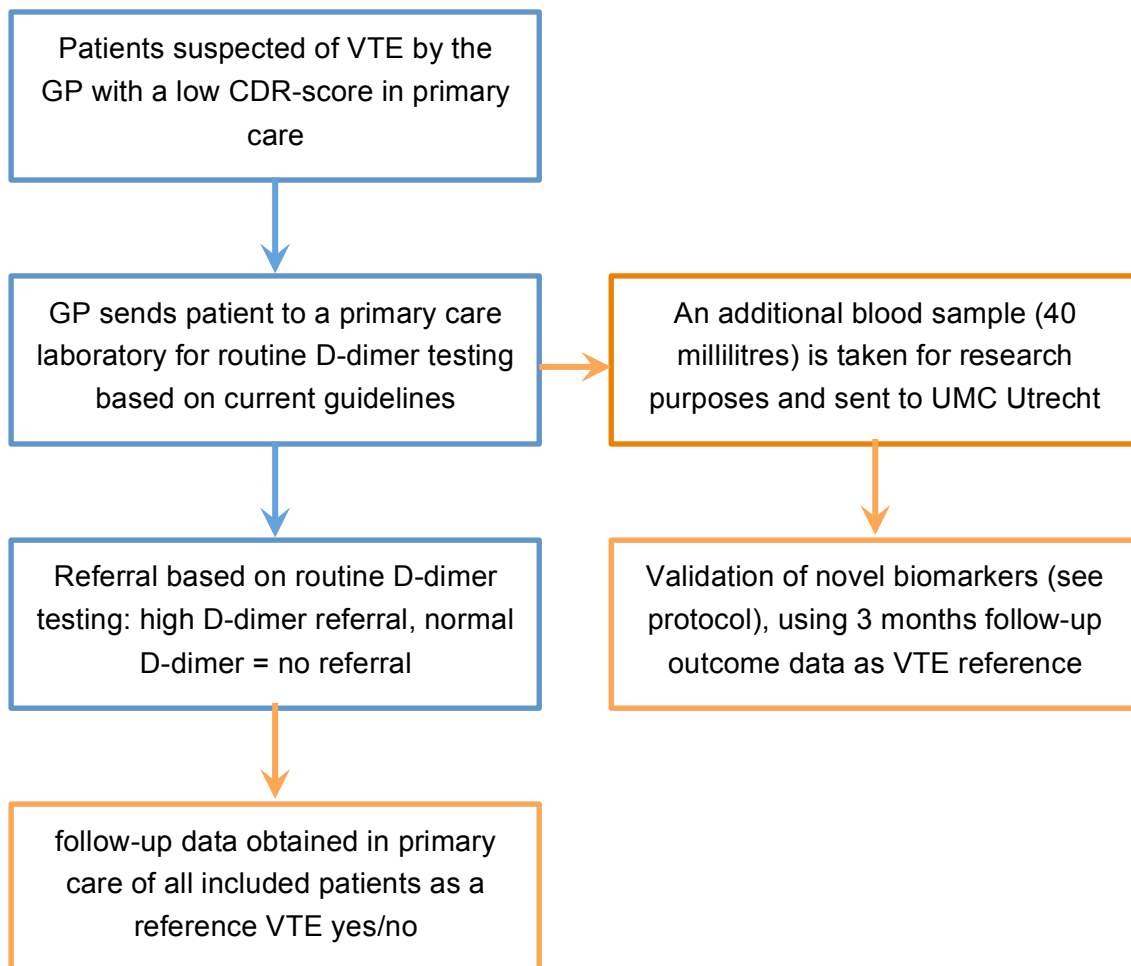 Patients suspected of VTE by the
GP with a low CDR-score in primary
care
GP sends patient to a primary care
laboratory for routine D-dimer testing
based on current guidelines
An additional blood sample (40
millilitres) is taken for research
purposes and sent to UMC Utrecht
Referral based on routine D-dimer
testing: high D-dimer referral, normal
D-dimer = no referral
Validation of novel biomarkers (see
protocol), using 3 months follow-up
outcome data as VTE reference
follow-up data obtained in primary
care of all included patients as a
reference VTE yes/no